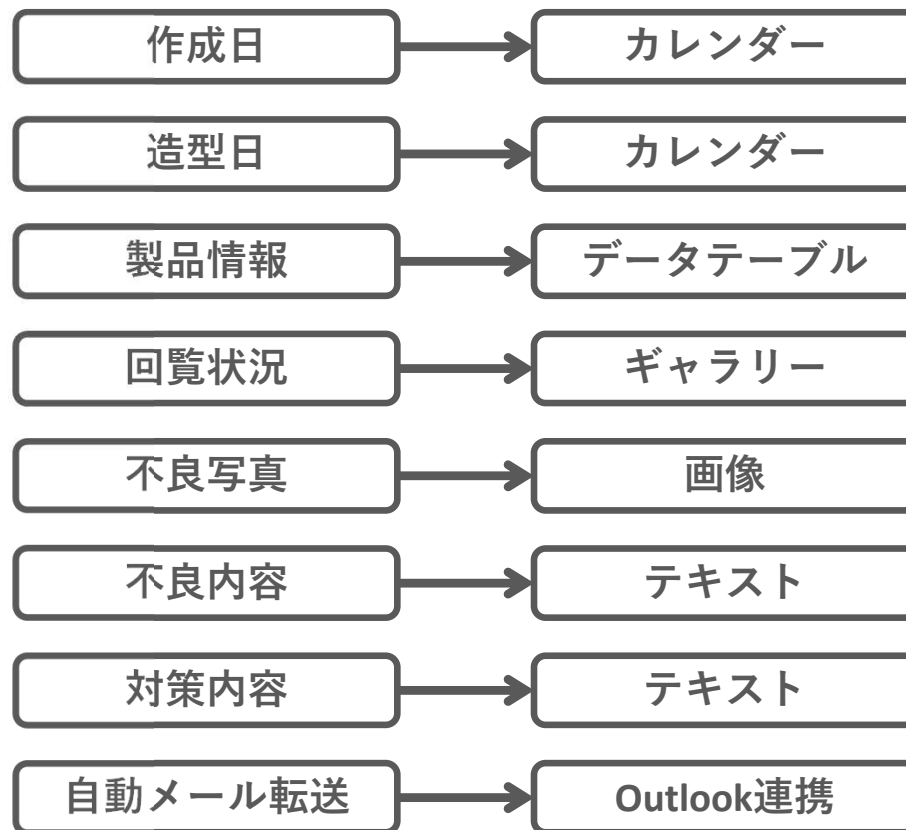 作成日
カレンダー
造型日
カレンダー
製品情報
データテーブル
回覧状況
ギャラリー
不良写真
画像
不良内容
テキスト
対策内容
テキスト
自動メール転送
Outlook連携